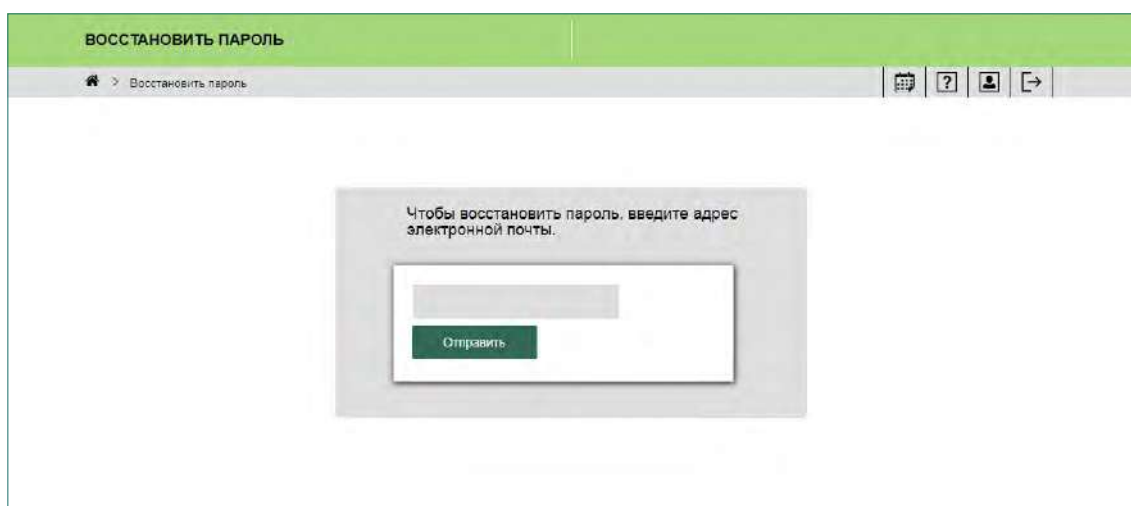 ВОССТАНОВИТЬ ПАРОЛЬ
> Восстановить пароль
?
Чтобы восстановить пароль, введите адрес
электронной почты.
Отправить